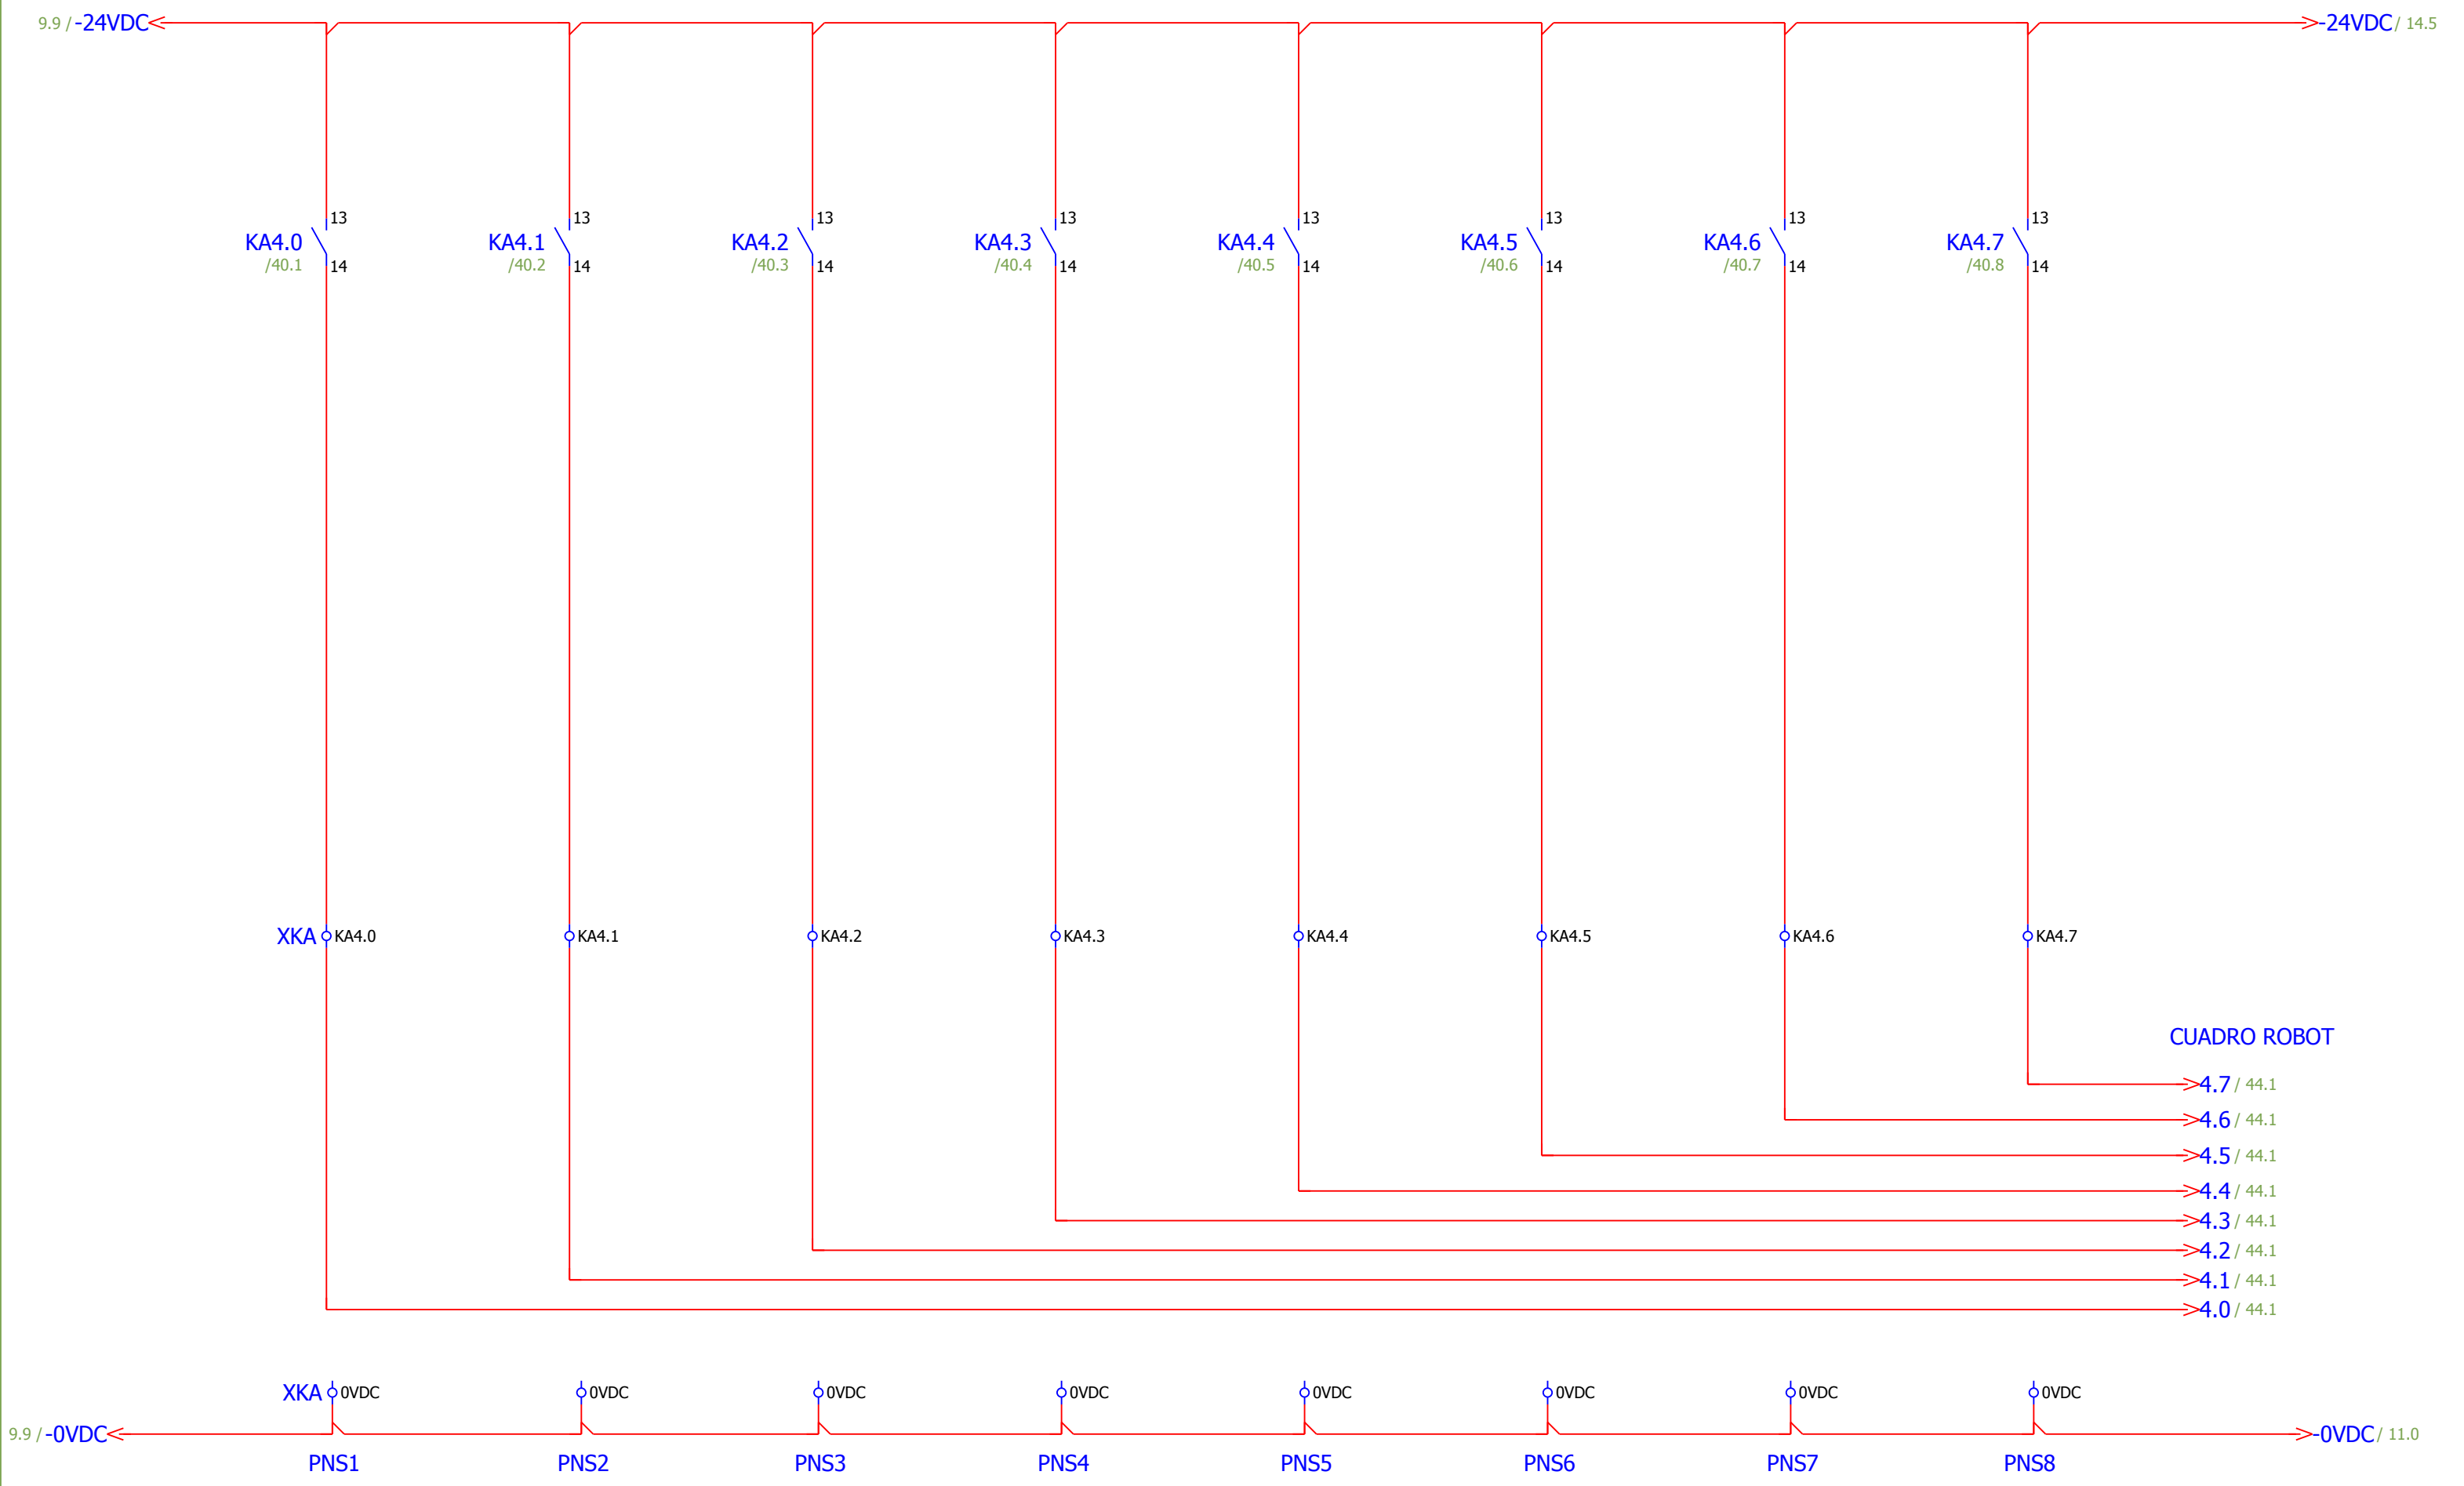 9.9 / -24VDC -24VDC / 14.5
13 13 13 13 13 13 13 13
KA4.0 KA4.1 KA4.2 KA4.3 KA4.4 KA4.5 KA4.6 KA4.7
/40.1 14 /40.2 14 /40.3 14 /40.4 14 /40.5 14 /40.6 14 /40.7 14 /40.8 14
XKA KA4.0 KA4.1 KA4.2 KA4.3 KA4.4 KA4.5 KA4.6 KA4.7
CUADRO ROBOT
4.7 / 44.1
4.6 / 44.1
4.5 / 44.1
4.4 / 44.1
4.3 / 44.1
4.2 / 44.1
4.1 / 44.1
4.0 / 44.1
XKA 0VDC 0VDC 0VDC 0VDC 0VDC 0VDC 0VDC 0VDC
9.9 / -0VDC -0VDC / 11.0
PNS1 PNS2 PNS3 PNS4 PNS5 PNS6 PNS7 PNS8